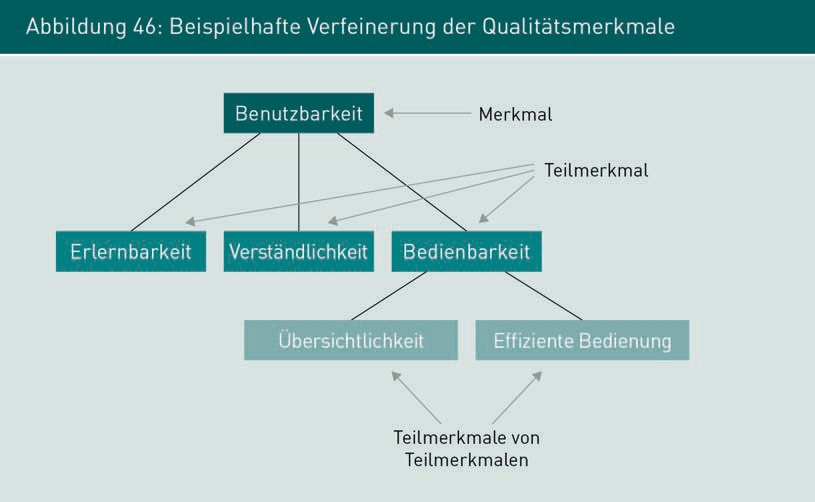 Abbildung 46: Beispielhafte Verfeinerung der Qualitätsmerkmale
Benutzbarkeit
Merkmal
Teilmerkmal
Erlernbarkeit
Verständlichkeit
Bedienbarkeit
Übersichtlichkeit
Effiziente Bedienung
Teilmerkmale von
Teilmerkmalen